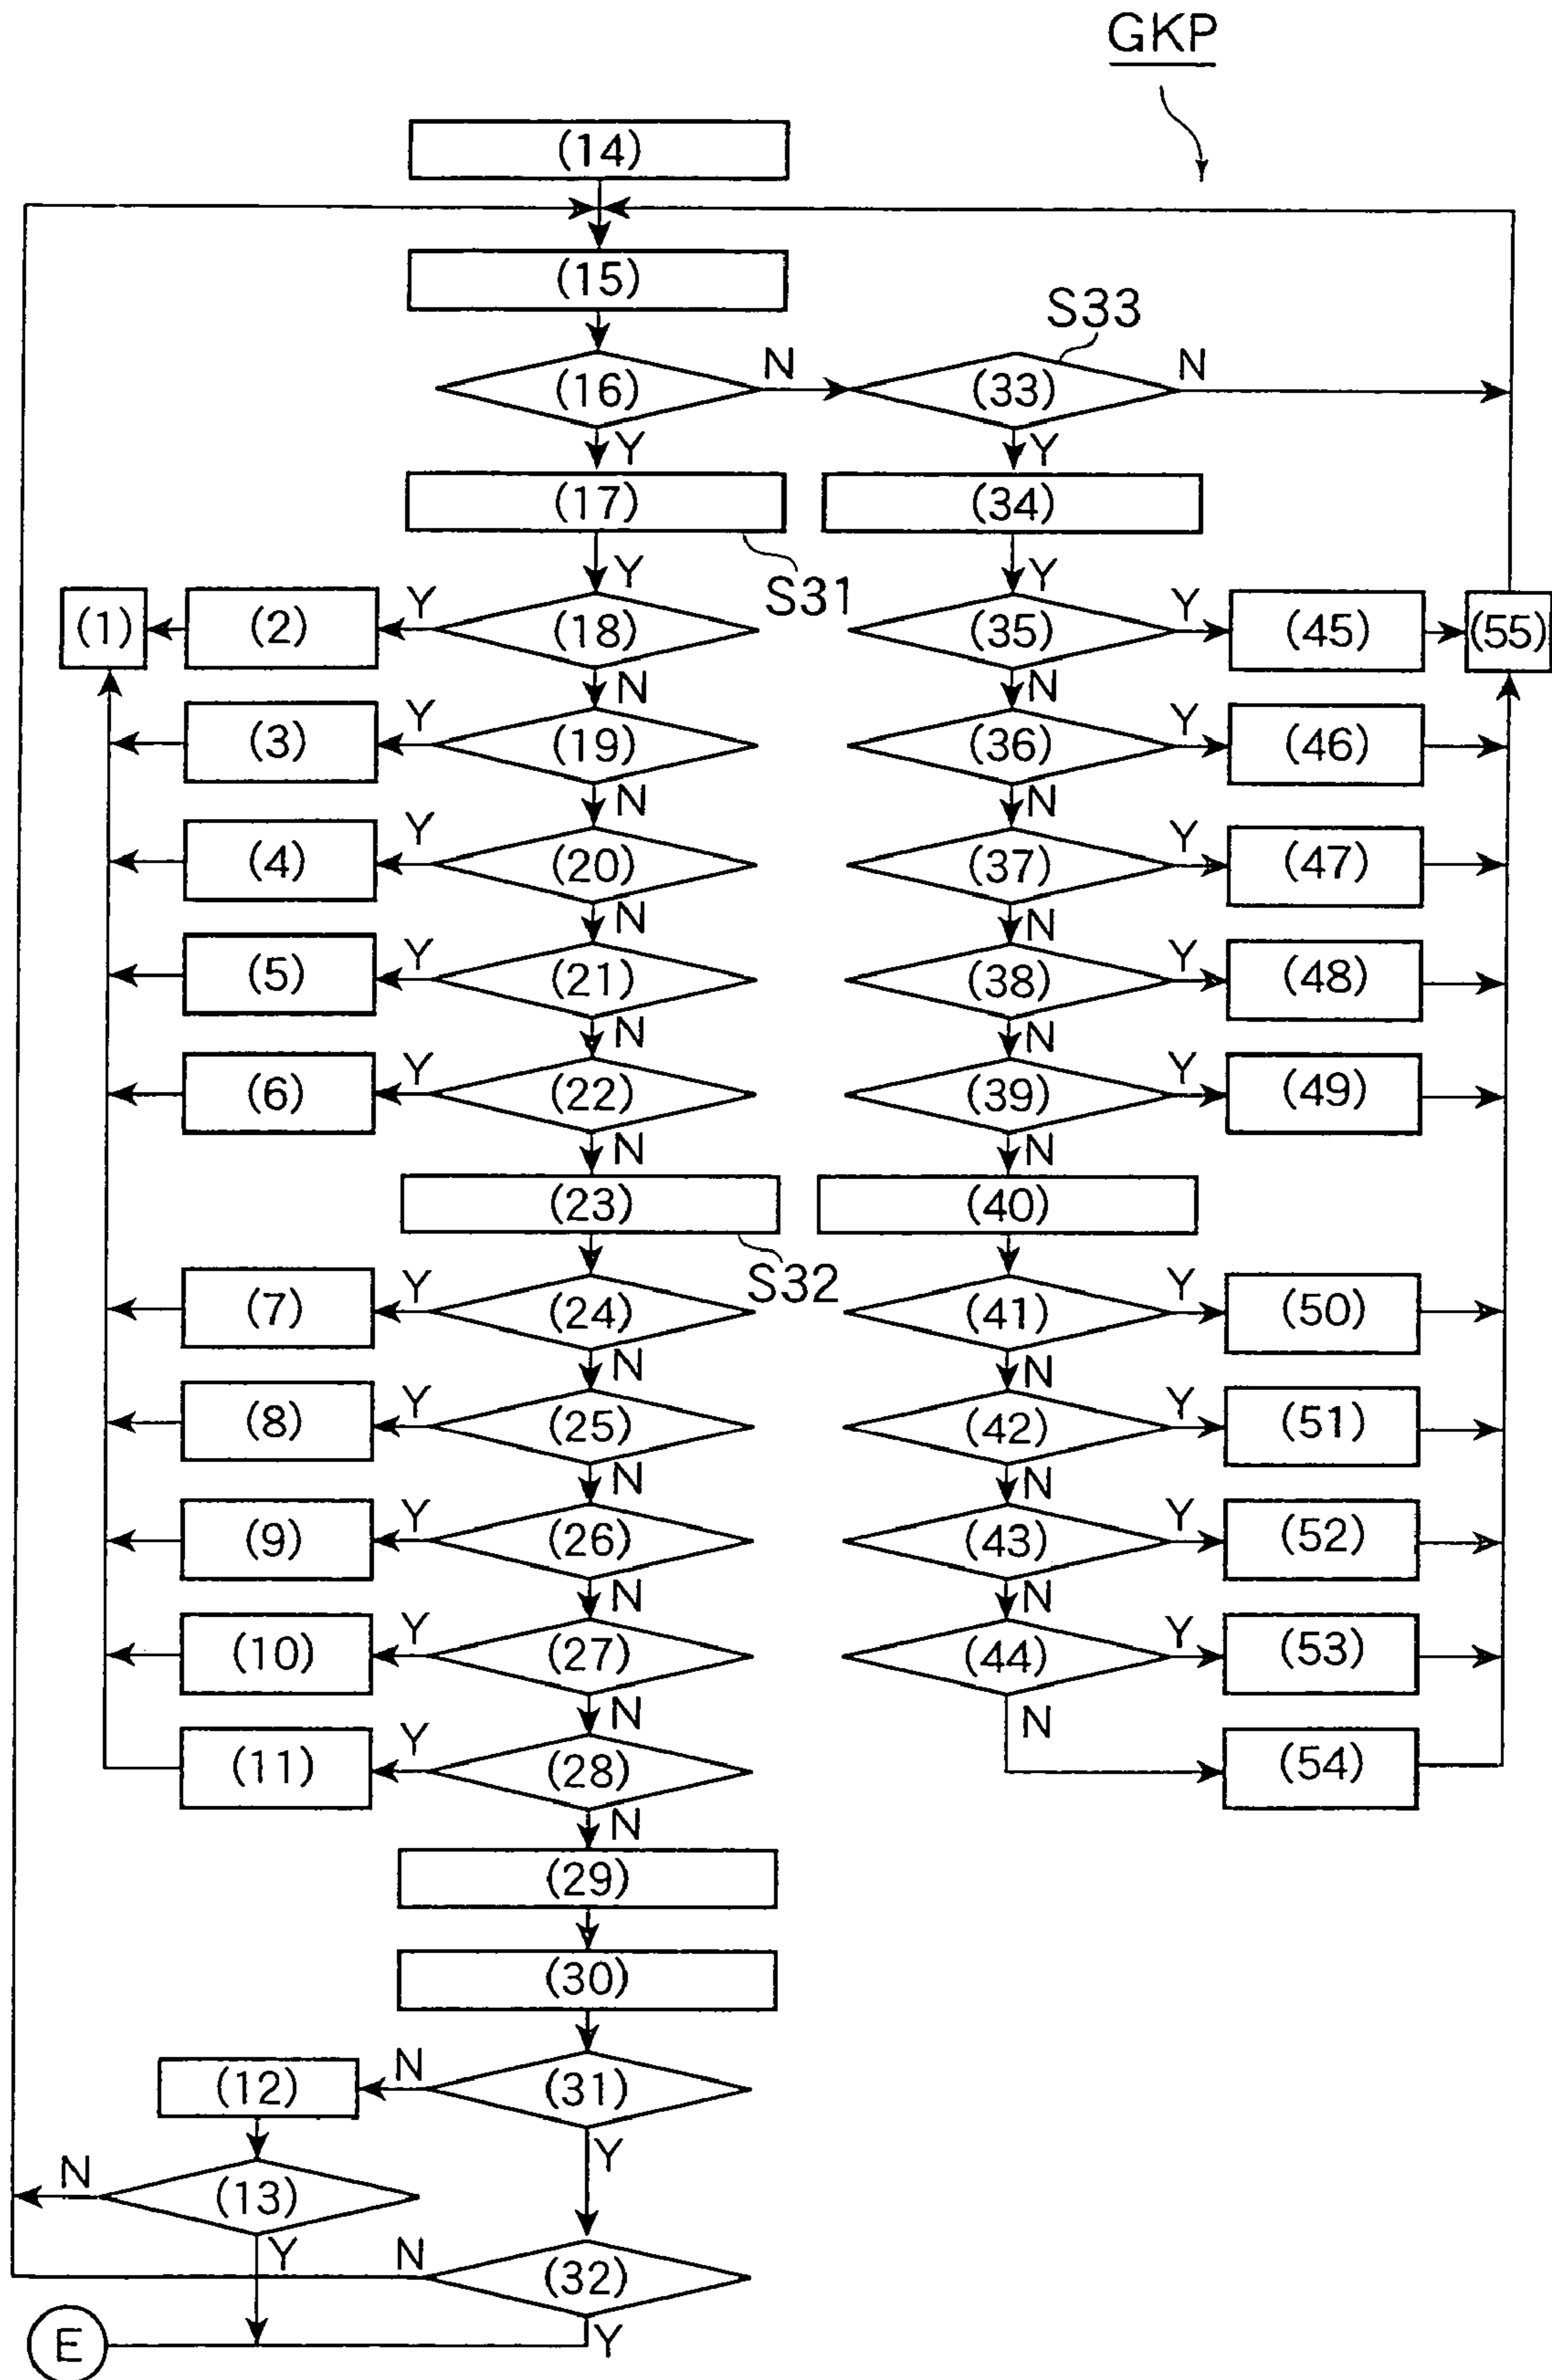 GKP
(14)
(15)
S33
(16) N (33) N
Y Y
(17) (34)
Y S31 Y
(1) (2) Y (18) (35) Y (45) (55)
N N
(3) Y (19) (36) Y (46)
N N
(4) Y (20) (37) Y (47)
N N
(5) Y (21) (38) Y (48)
N N
(6) Y (22) (39) Y (49)
N N
(23) (40)
S32
(7) Y (24) (41) Y (50)
N N
(8) Y (25) (42) Y (51)
N N
(9) Y (26) (43) Y (52)
N N
(10) Y (27) (44) Y (53)
N N
(11) Y (28) (54)
N
(29)
(30)
(12) N (31)
Y
N (13)
Y N (32)
E Y